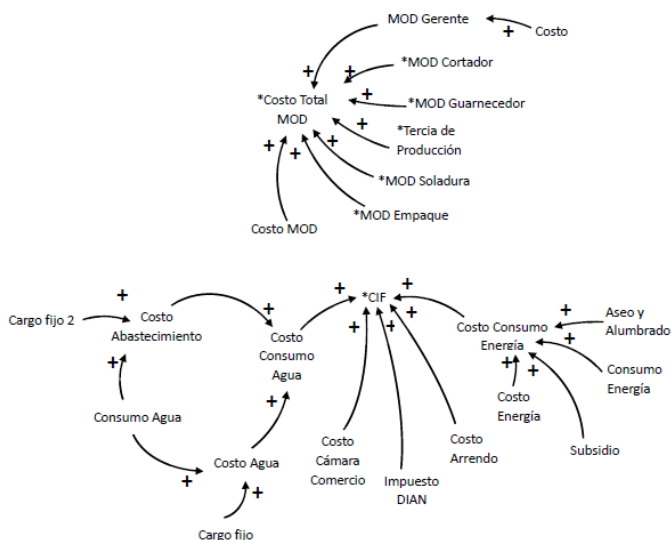 MOD Gerente
+
Costo
+
+
*MOD Cortador
*Costo Total
MOD
+
*MOD Guarnecedor
+
*Tercia de
Producción
+
+
+
*MOD Soladura
*MOD Empaque
Costo MOD
+
*CIF
+
+
+
+
+
Cargo fijo 2
+
Costo
Abastecimiento
+
Costo
Consumo
Agua
+
Costo Consumo
Energía
+
Aseo y
Alumbrado
+
Consumo
Energía
+
+
Costo
Energía
Subsidio
Consumo Agua
+
Costo Agua
+
Cargo fijo
Costo
Cámara
Comercio
Impuesto
DIAN
Costo
Arrendo